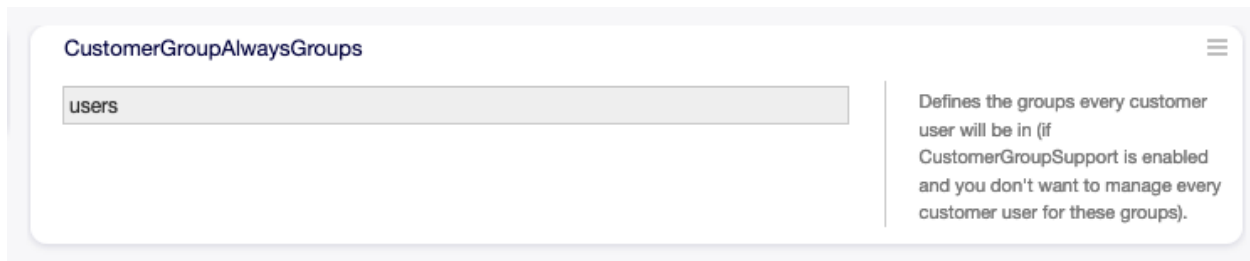 CustomerGroupAlwaysGroups
users
Defines the groups every customer
user will be in (if
CustomerGroupSupport is enabled
and you don't want to manage every
customer user for these groups).